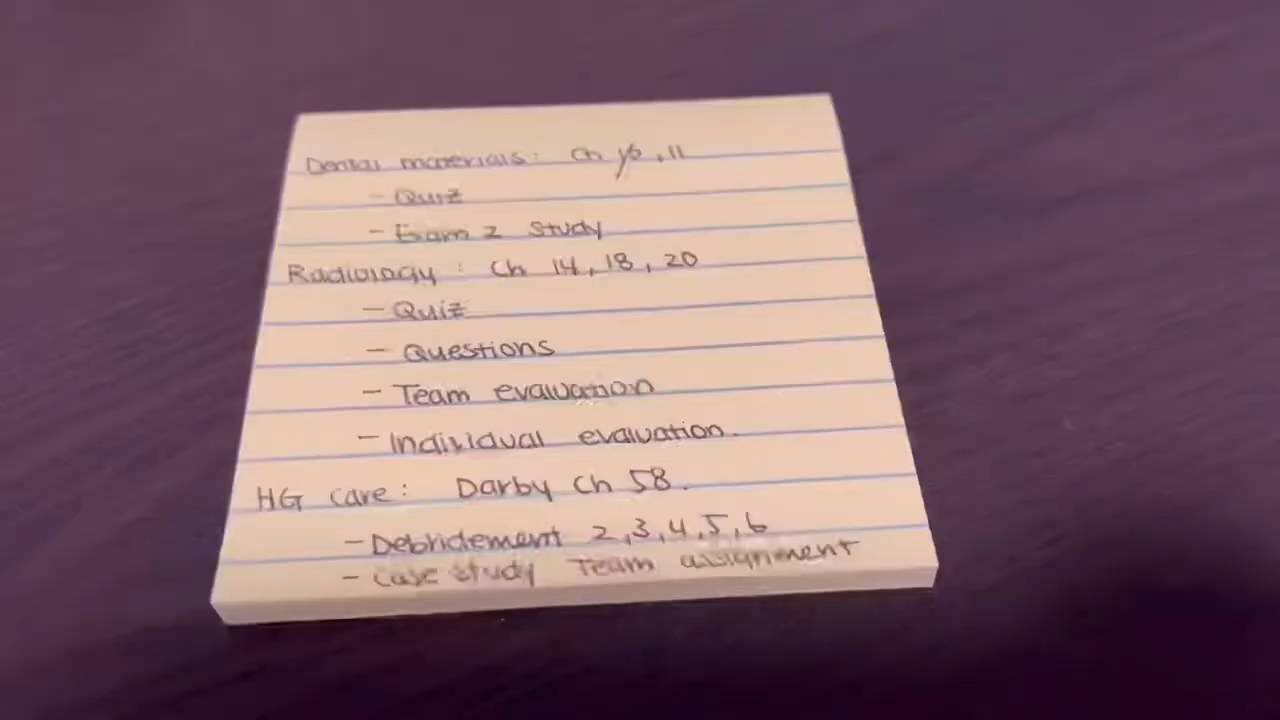 Dental materials: Ch 10, 11
- Quiz
- Exam 2 study
Radiology: Ch 14, 18, 20
- Quiz
- Questions
- Team evaluation
- Individual evaluation.
HG care: Darby Ch 58.
- Debridement 2,3,4,5,6
- Case study Team assignment